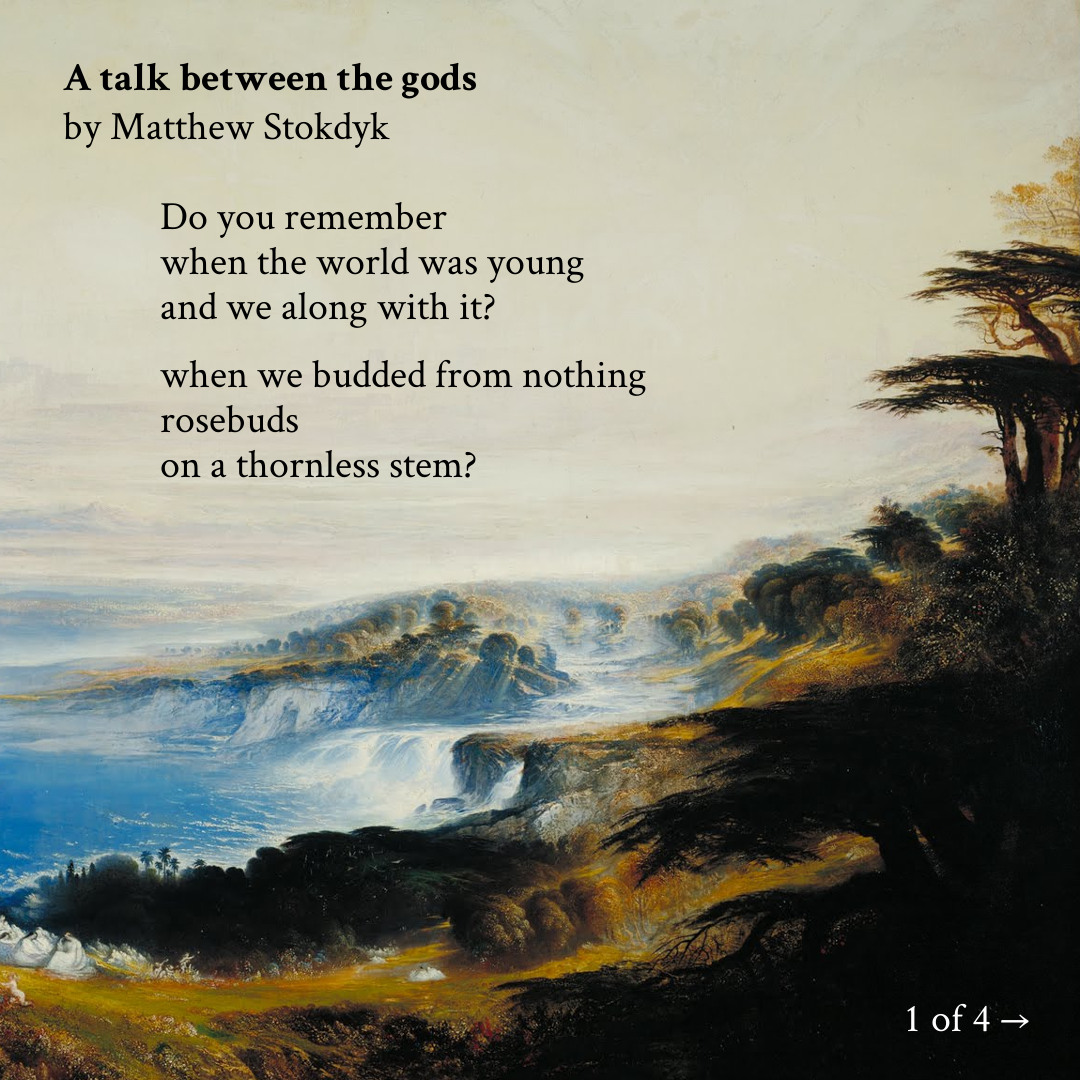 A talk between the gods
by Matthew Stokdyk
Do you remember
when the world was young
and we along with it?
when we budded from nothing
rosebuds
on a thornless stem?
1 of 4 →